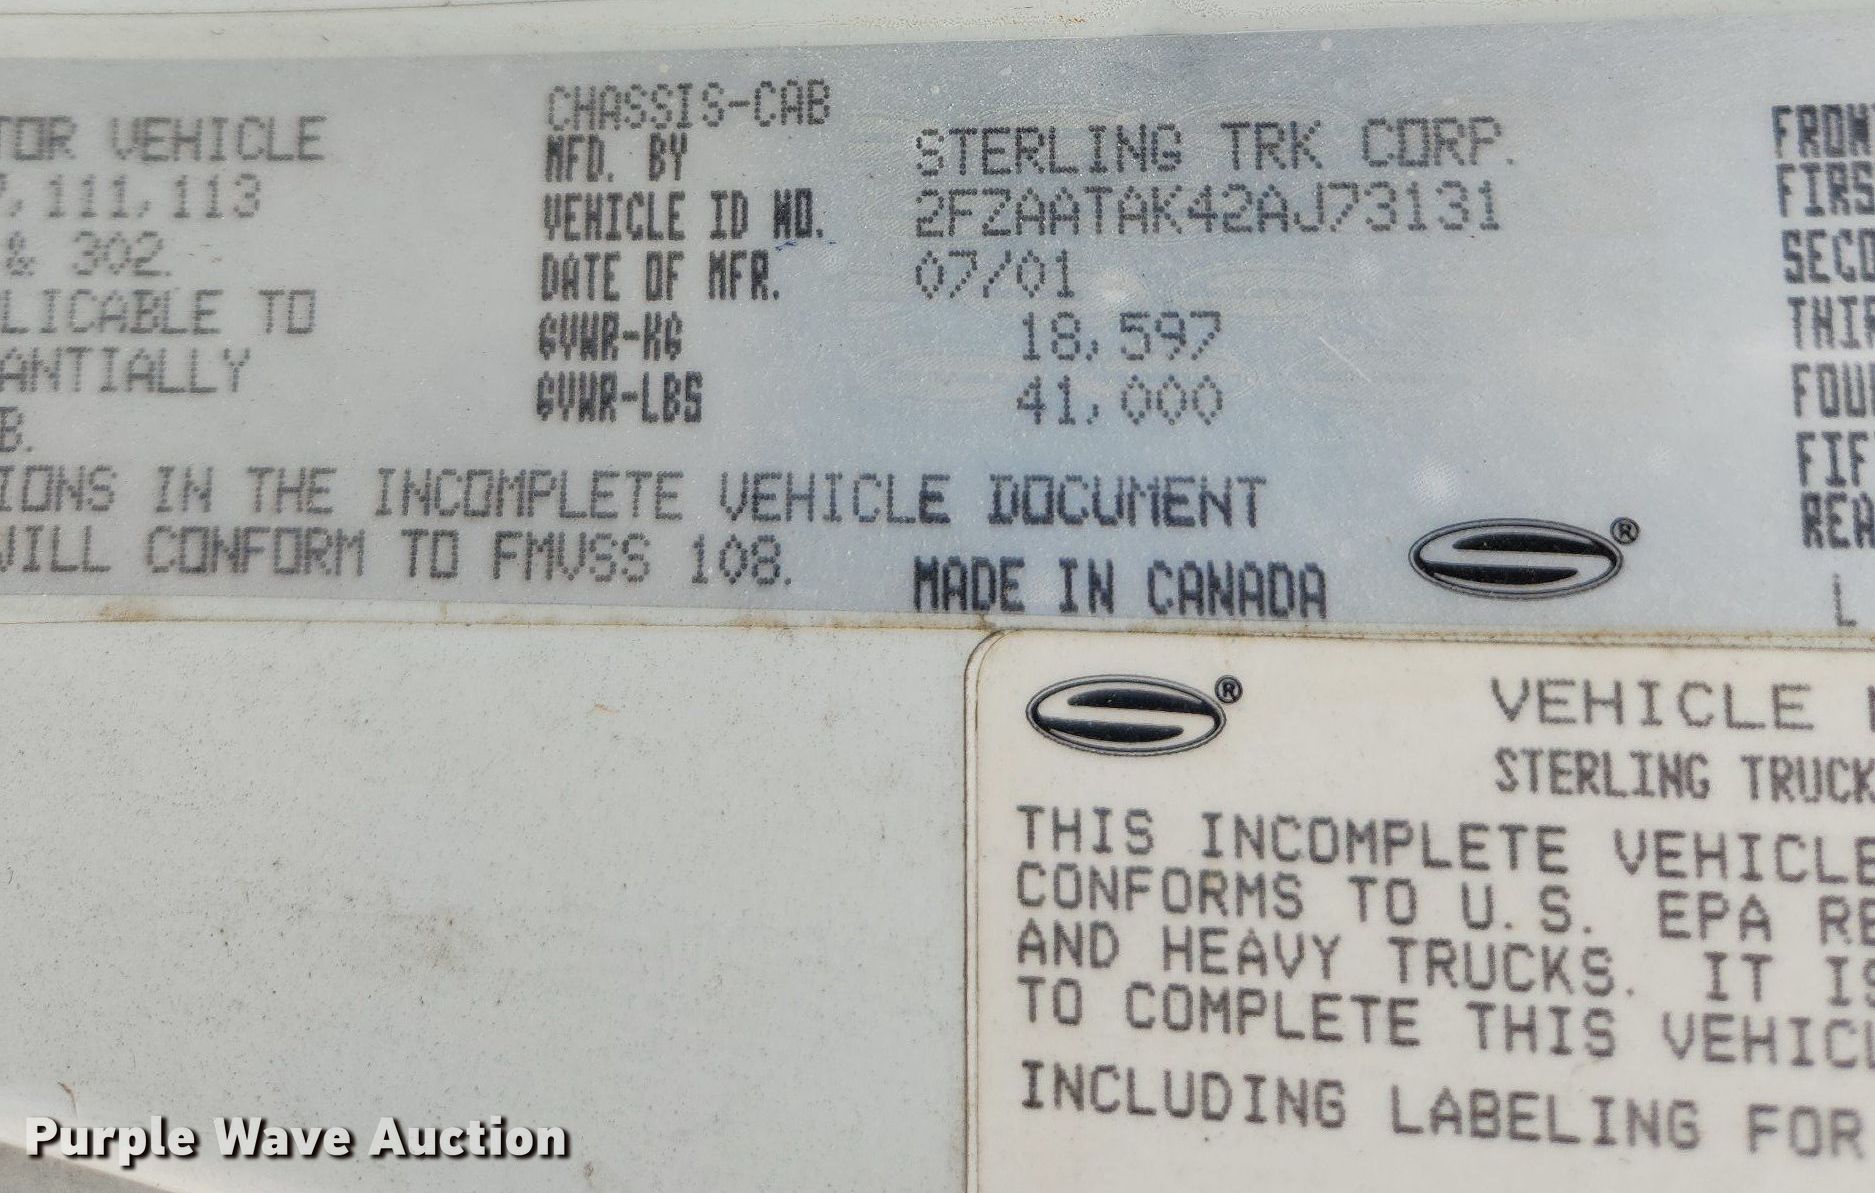 CHASSIS-CAB
TOR VEHICLE MFD. BY STERLING TRK CORP.
,111,113 VEHICLE ID NO. 2FZAATAK42AJ73131
& 302. DATE OF MFR. 07/01
LICABLE TO GVWR-KG 18,597
ANTIALLY GVWR-LBS 41,000
B.
IONS IN THE INCOMPLETE VEHICLE DOCUMENT
WILL CONFORM TO FMVSS 108.
MADE IN CANADA
®
FROM
FIRS
SECO
THIR
FOUR
FIF
REA
L
®
VEHICLE
STERLING TRUCK
THIS INCOMPLETE VEHICLE
CONFORMS TO U.S. EPA RE
AND HEAVY TRUCKS. IT IS
TO COMPLETE THIS VEHICL
INCLUDING LABELING FOR
Purple Wave Auction